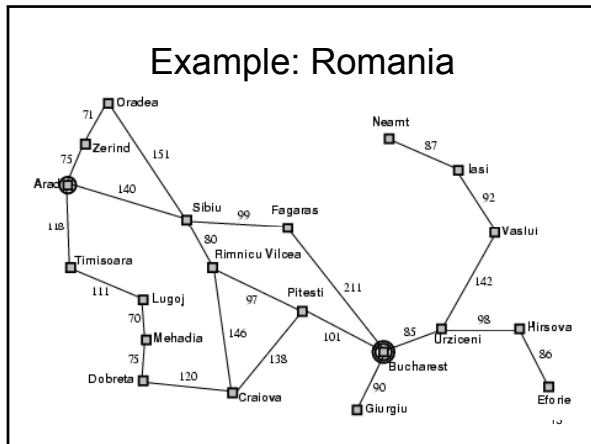 Example: Romania
Oradea
71
Neamt
87
Zerind
75
151
Iasi
Arad
140
92
Sibiu
99
Fagaras
118
80
Vaslui
Timisoara
Rimnicu Vilcea
111
Lugoj
97
Pitesti
211
142
70
146
101
85
98
Hirsova
Mehadia
138
Urziceni
75
Bucharest
86
Dobreta
120
90
Craiova
Giurgiu
Eforie